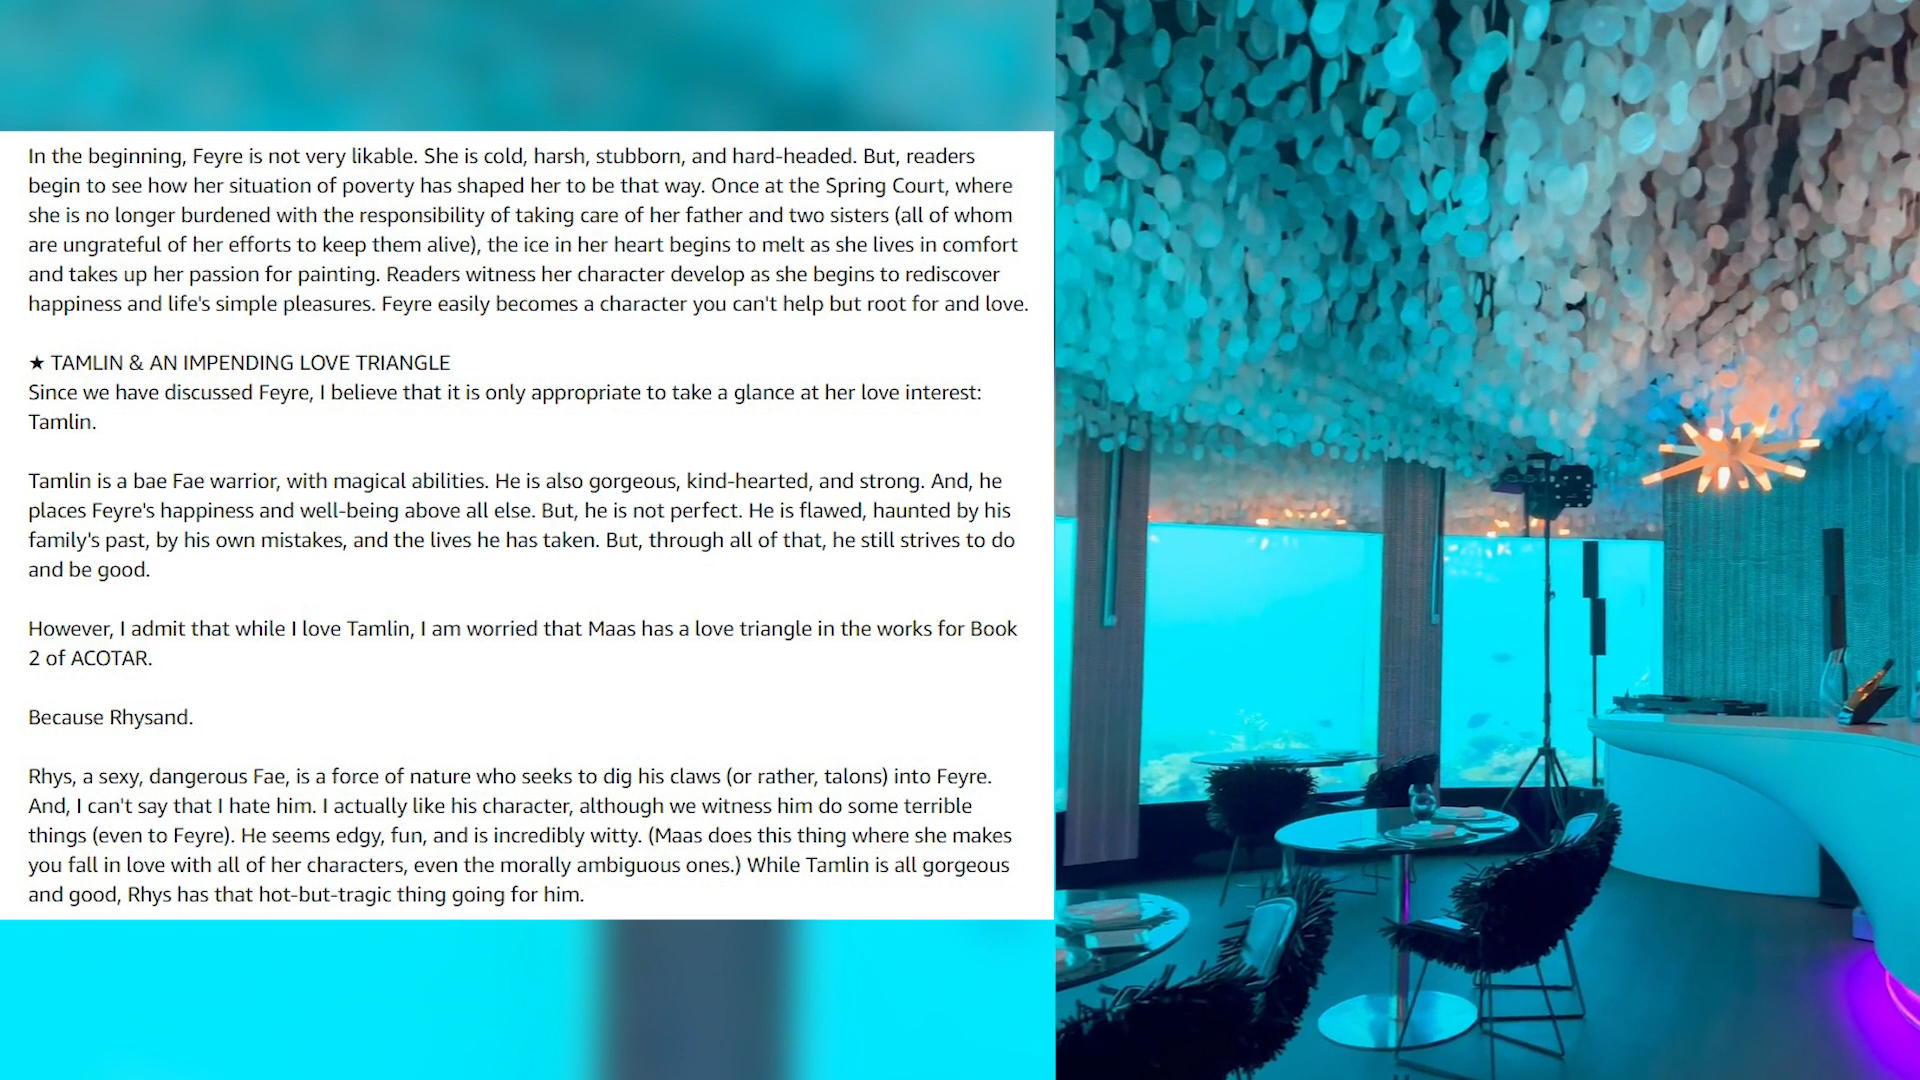 In the beginning, Feyre is not very likable. She is cold, harsh, stubborn, and hard-headed. But, readers
begin to see how her situation of poverty has shaped her to be that way. Once at the Spring Court, where
she is no longer burdened with the responsibility of taking care of her father and two sisters (all of whom
are ungrateful of her efforts to keep them alive), the ice in her heart begins to melt as she lives in comfort
and takes up her passion for painting. Readers witness her character develop as she begins to rediscover
happiness and life's simple pleasures. Feyre easily becomes a character you can't help but root for and love.
★ TAMLIN & AN IMPENDING LOVE TRIANGLE
Since we have discussed Feyre, I believe that it is only appropriate to take a glance at her love interest:
Tamlin.
Tamlin is a bae Fae warrior, with magical abilities. He is also gorgeous, kind-hearted, and strong. And, he
places Feyre's happiness and well-being above all else. But, he is not perfect. He is flawed, haunted by his
family's past, by his own mistakes, and the lives he has taken. But, through all of that, he still strives to do
and be good.
However, I admit that while I love Tamlin, I am worried that Maas has a love triangle in the works for Book
2 of ACOTAR.
Because Rhysand.
Rhys, a sexy, dangerous Fae, is a force of nature who seeks to dig his claws (or rather, talons) into Feyre.
And, I can't say that I hate him. I actually like his character, although we witness him do some terrible
things (even to Feyre). He seems edgy, fun, and is incredibly witty. (Maas does this thing where she makes
you fall in love with all of her characters, even the morally ambiguous ones.) While Tamlin is all gorgeous
and good, Rhys has that hot-but-tragic thing going for him.